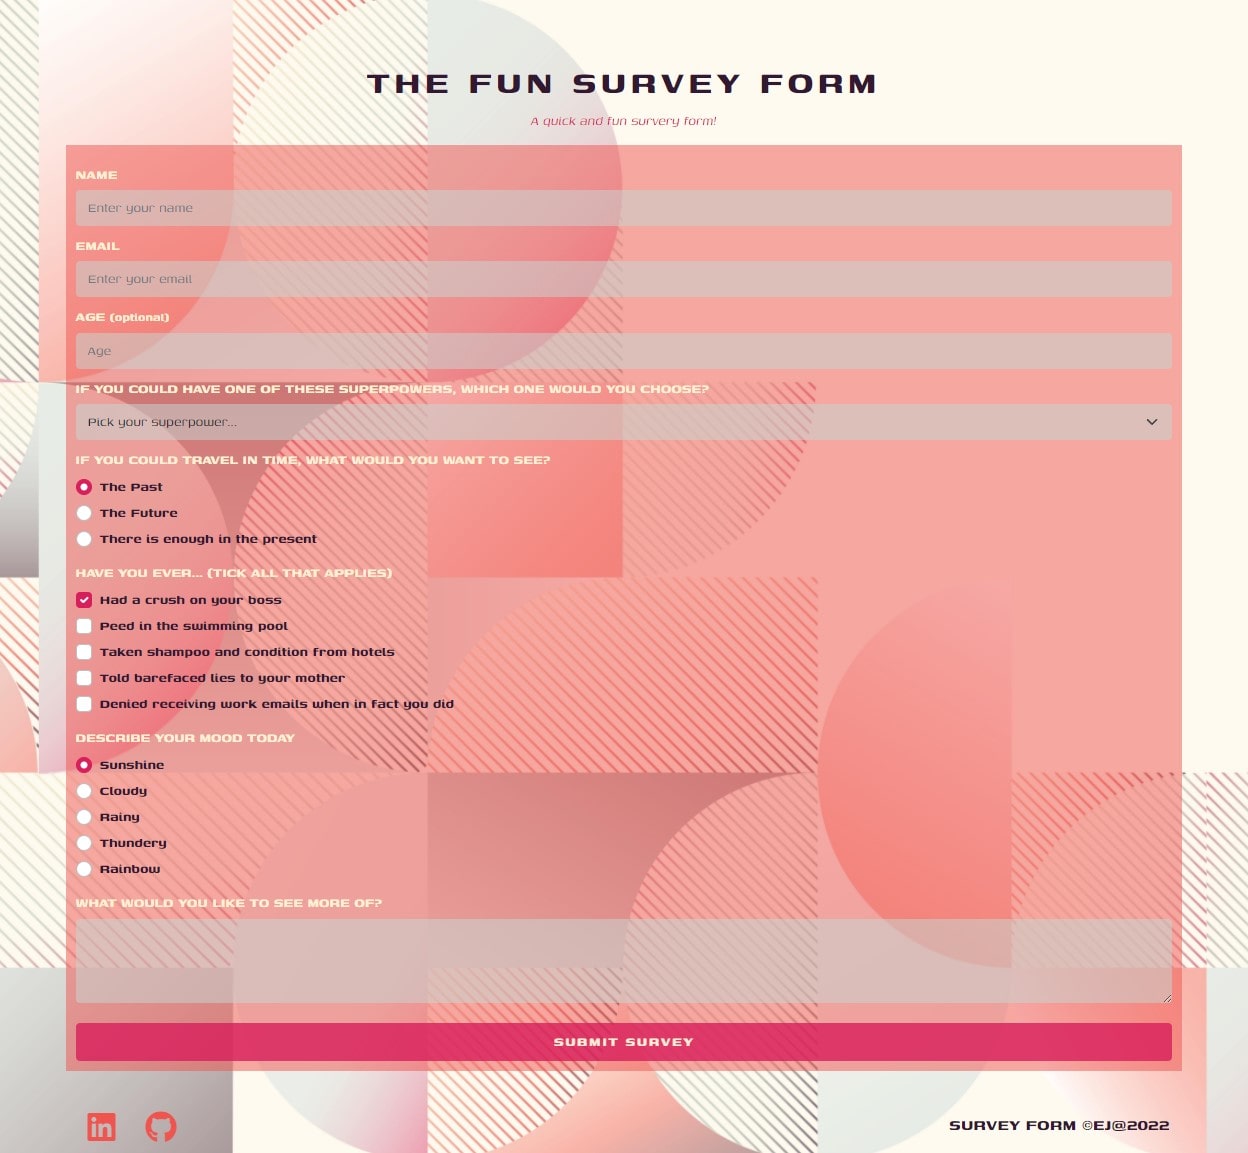 THE FUN SURVEY FORM
A quick and fun survery form!
NAME
Enter your name
EMAIL
Enter your email
AGE (optional)
Age
IF YOU COULD HAVE ONE OF THESE SUPERPOWERS, WHICH ONE WOULD YOU CHOOSE?
Pick your superpower...
IF YOU COULD TRAVEL IN TIME, WHAT WOULD YOU WANT TO SEE?
The Past
The Future
There is enough in the present
HAVE YOU EVER... (TICK ALL THAT APPLIES)
Had a crush on your boss
Peed in the swimming pool
Taken shampoo and condition from hotels
Told barefaced lies to your mother
Denied receiving work emails when in fact you did
DESCRIBE YOUR MOOD TODAY
Sunshine
Cloudy
Rainy
Thundery
Rainbow
WHAT WOULD YOU LIKE TO SEE MORE OF?
SUBMIT SURVEY
in
SURVEY FORM ©EJ@2022